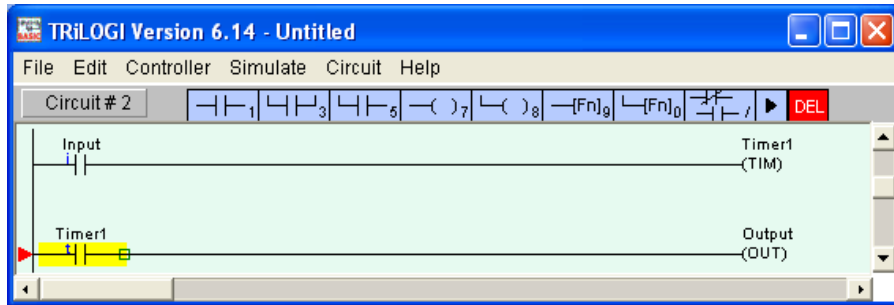 TRiLOGI Version 6.14 - Untitled
File Edit Controller Simulate Circuit Help
Circuit # 2 1 3 5 ( )7 ( )8 [Fn]9 [Fn]0 / DEL
Input Timer1
i (TIM)
Timer1 Output
t (OUT)